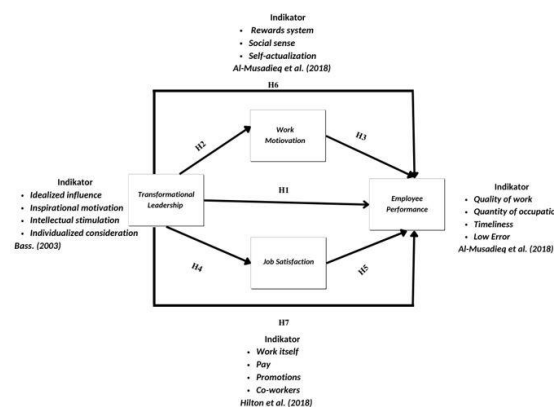 Indikator
• Rewards system
• Social sense
• Self-actualization
Al-Musadieq et al. (2018)
H6
Work
Motiovation
H2
H3
Indikator
• Idealized influence
• Inspirational motivation
• Intellectual stimulation
• Individualized consideration
Bass. (2003)
Transformational
Leadership
H1
Employee
Performance
Indikator
• Quality of work
• Quantity of occupatio
• Timeliness
• Low Error
Al-Musadieq et al. (2018)
H4
Job Satisfaction
H5
H7
Indikator
• Work itself
• Pay
• Promotions
• Co-workers
Hilton et al. (2018)